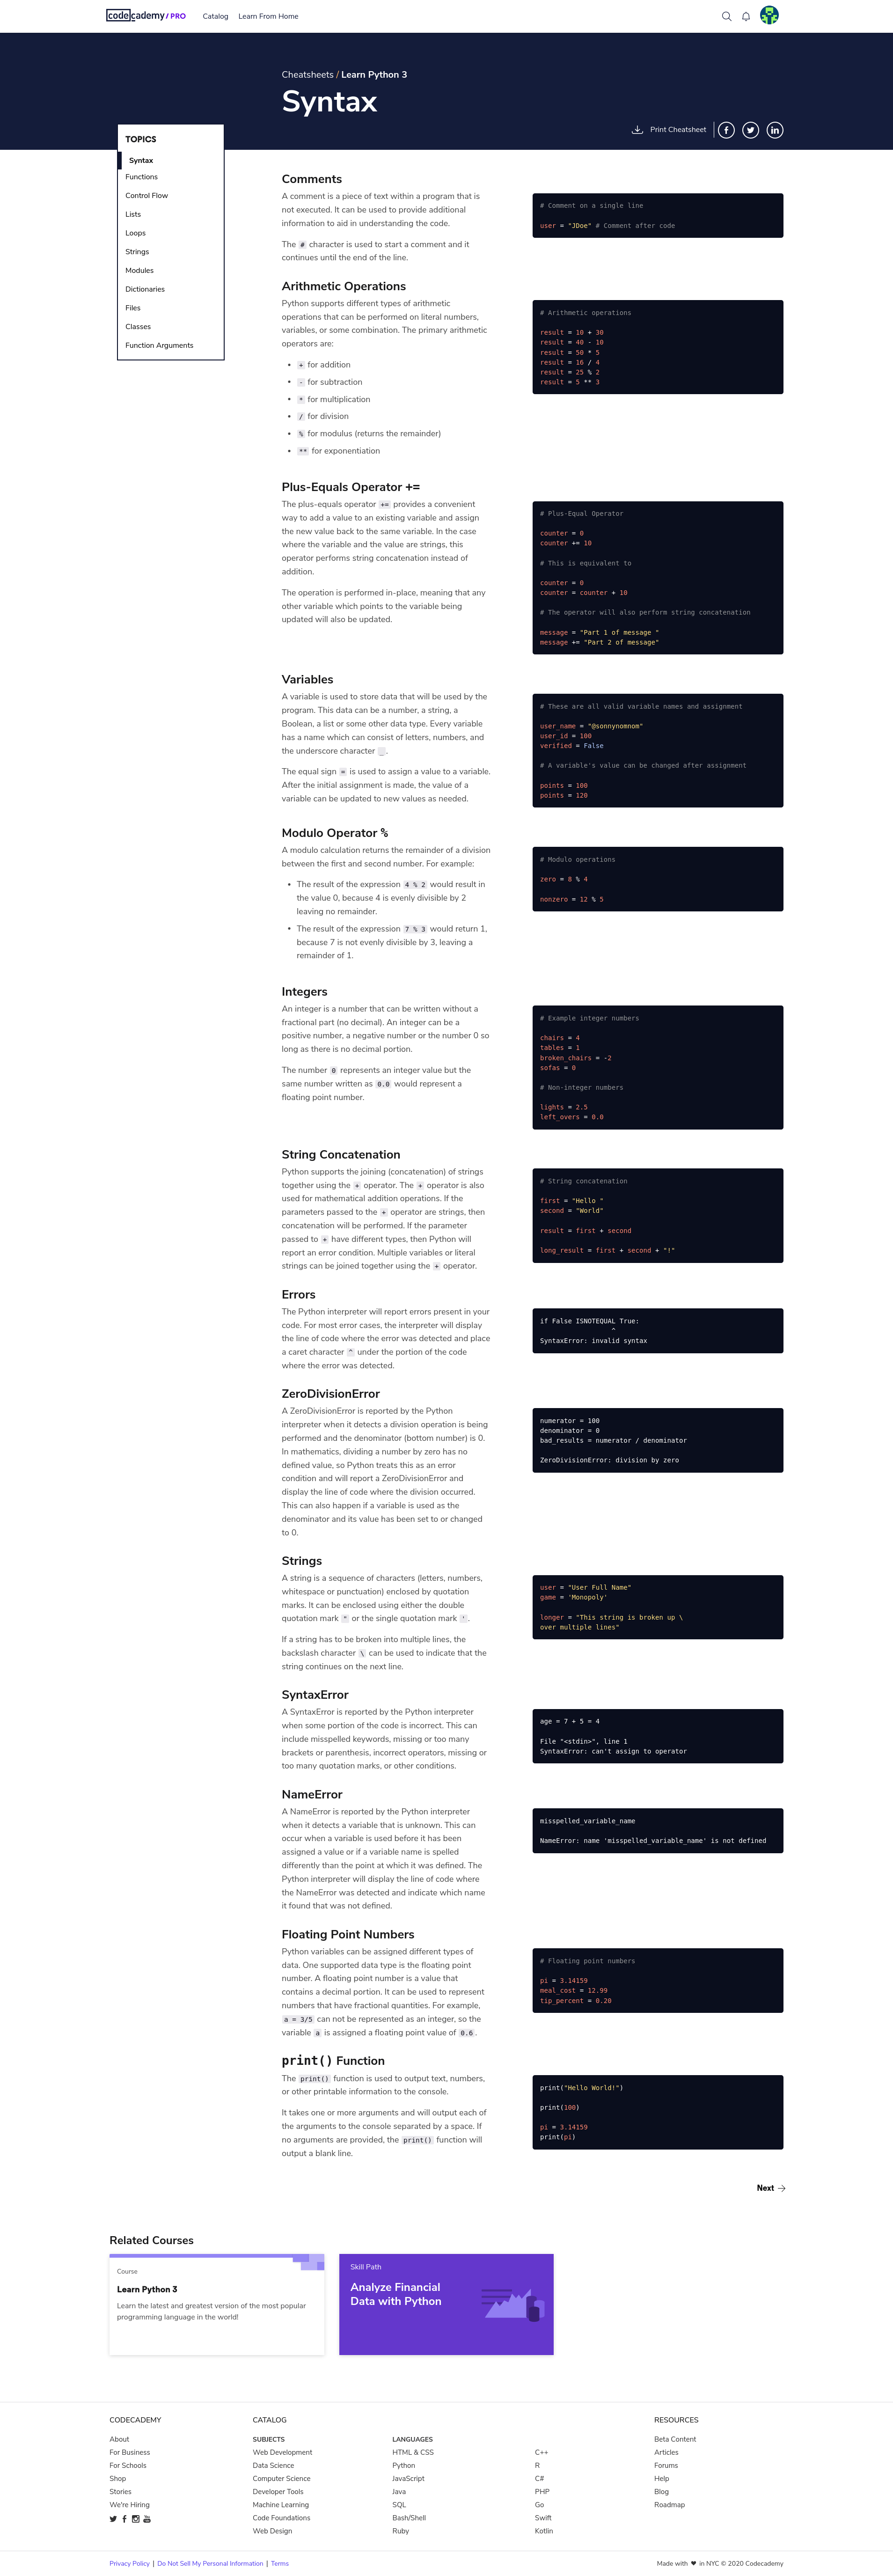 codecademy / PRO
Catalog
Learn From Home
Cheatsheets / Learn Python 3
Syntax
Print Cheatsheet
TOPICS
Syntax
Functions
Control Flow
Lists
Loops
Strings
Modules
Dictionaries
Files
Classes
Function Arguments
Comments
A comment is a piece of text within a program that is
not executed. It can be used to provide additional
information to aid in understanding the code.
The # character is used to start a comment and it
continues until the end of the line.
# Comment on a single line
user = "JDoe" # Comment after code
Arithmetic Operations
Python supports different types of arithmetic
operations that can be performed on literal numbers,
variables, or some combination. The primary arithmetic
operators are:
• + for addition
• - for subtraction
• * for multiplication
• / for division
• % for modulus (returns the remainder)
• ** for exponentiation
# Arithmetic operations
result = 10 + 30
result = 40 - 10
result = 50 * 5
result = 16 / 4
result = 25 % 2
result = 5 ** 3
Plus-Equals Operator +=
The plus-equals operator += provides a convenient
way to add a value to an existing variable and assign
the new value back to the same variable. In the case
where the variable and the value are strings, this
operator performs string concatenation instead of
addition.
The operation is performed in-place, meaning that any
other variable which points to the variable being
updated will also be updated.
# Plus-Equal Operator
counter = 0
counter += 10
# This is equivalent to
counter = 0
counter = counter + 10
# The operator will also perform string concatenation
message = "Part 1 of message "
message += "Part 2 of message"
Variables
A variable is used to store data that will be used by the
program. This data can be a number, a string, a
Boolean, a list or some other data type. Every variable
has a name which can consist of letters, numbers, and
the underscore character _.
The equal sign = is used to assign a value to a variable.
After the initial assignment is made, the value of a
variable can be updated to new values as needed.
# These are all valid variable names and assignment
user_name = "@sonnynomnom"
user_id = 100
verified = False
# A variable's value can be changed after assignment
points = 100
points = 120
Modulo Operator %
A modulo calculation returns the remainder of a division
between the first and second number. For example:
• The result of the expression 4 % 2 would result in
the value 0, because 4 is evenly divisible by 2
leaving no remainder.
• The result of the expression 7 % 3 would return 1,
because 7 is not evenly divisible by 3, leaving a
remainder of 1.
# Modulo operations
zero = 8 % 4
nonzero = 12 % 5
Integers
An integer is a number that can be written without a
fractional part (no decimal). An integer can be a
positive number, a negative number or the number 0 so
long as there is no decimal portion.
The number 0 represents an integer value but the
same number written as 0.0 would represent a
floating point number.
# Example integer numbers
chairs = 4
tables = 1
broken_chairs = -2
sofas = 0
# Non-integer numbers
lights = 2.5
left_overs = 0.0
String Concatenation
Python supports the joining (concatenation) of strings
together using the + operator. The + operator is also
used for mathematical addition operations. If the
parameters passed to the + operator are strings, then
concatenation will be performed. If the parameter
passed to + have different types, then Python will
report an error condition. Multiple variables or literal
strings can be joined together using the + operator.
# String concatenation
first = "Hello "
second = "World"
result = first + second
long_result = first + second + "!"
Errors
The Python interpreter will report errors present in your
code. For most error cases, the interpreter will display
the line of code where the error was detected and place
a caret character ^ under the portion of the code
where the error was detected.
if False ISNOTEQUAL True:
^
SyntaxError: invalid syntax
ZeroDivisionError
A ZeroDivisionError is reported by the Python
interpreter when it detects a division operation is being
performed and the denominator (bottom number) is 0.
In mathematics, dividing a number by zero has no
defined value, so Python treats this as an error
condition and will report a ZeroDivisionError and
display the line of code where the division occurred.
This can also happen if a variable is used as the
denominator and its value has been set to or changed
to 0.
numerator = 100
denominator = 0
bad_results = numerator / denominator
ZeroDivisionError: division by zero
Strings
A string is a sequence of characters (letters, numbers,
whitespace or punctuation) enclosed by quotation
marks. It can be enclosed using either the double
quotation mark " or the single quotation mark '.
If a string has to be broken into multiple lines, the
backslash character \ can be used to indicate that the
string continues on the next line.
user = "User Full Name"
game = 'Monopoly'
longer = "This string is broken up \
over multiple lines"
SyntaxError
A SyntaxError is reported by the Python interpreter
when some portion of the code is incorrect. This can
include misspelled keywords, missing or too many
brackets or parenthesis, incorrect operators, missing or
too many quotation marks, or other conditions.
age = 7 + 5 = 4
File "<stdin>", line 1
SyntaxError: can't assign to operator
NameError
A NameError is reported by the Python interpreter
when it detects a variable that is unknown. This can
occur when a variable is used before it has been
assigned a value or if a variable name is spelled
differently than the point at which it was defined. The
Python interpreter will display the line of code where
the NameError was detected and indicate which name
it found that was not defined.
misspelled_variable_name
NameError: name 'misspelled_variable_name' is not defined
Floating Point Numbers
Python variables can be assigned different types of
data. One supported data type is the floating point
number. A floating point number is a value that
contains a decimal portion. It can be used to represent
numbers that have fractional quantities. For example,
a = 3/5 can not be represented as an integer, so the
variable a is assigned a floating point value of 0.6.
# Floating point numbers
pi = 3.14159
meal_cost = 12.99
tip_percent = 0.20
print() Function
The print() function is used to output text, numbers,
or other printable information to the console.
It takes one or more arguments and will output each of
the arguments to the console separated by a space. If
no arguments are provided, the print() function will
output a blank line.
print("Hello World!")
print(100)
pi = 3.14159
print(pi)
Next
Related Courses
Course
Learn Python 3
Learn the latest and greatest version of the most popular
programming language in the world!
Skill Path
Analyze Financial
Data with Python
CODECADEMY
About
For Business
For Schools
Shop
Stories
We're Hiring
CATALOG
SUBJECTS
Web Development
Data Science
Computer Science
Developer Tools
Machine Learning
Code Foundations
Web Design
LANGUAGES
HTML & CSS
Python
JavaScript
Java
SQL
Bash/Shell
Ruby
C++
R
C#
PHP
Go
Swift
Kotlin
RESOURCES
Beta Content
Articles
Forums
Help
Blog
Roadmap
Privacy Policy | Do Not Sell My Personal Information | Terms
Made with ❤ in NYC © 2020 Codecademy